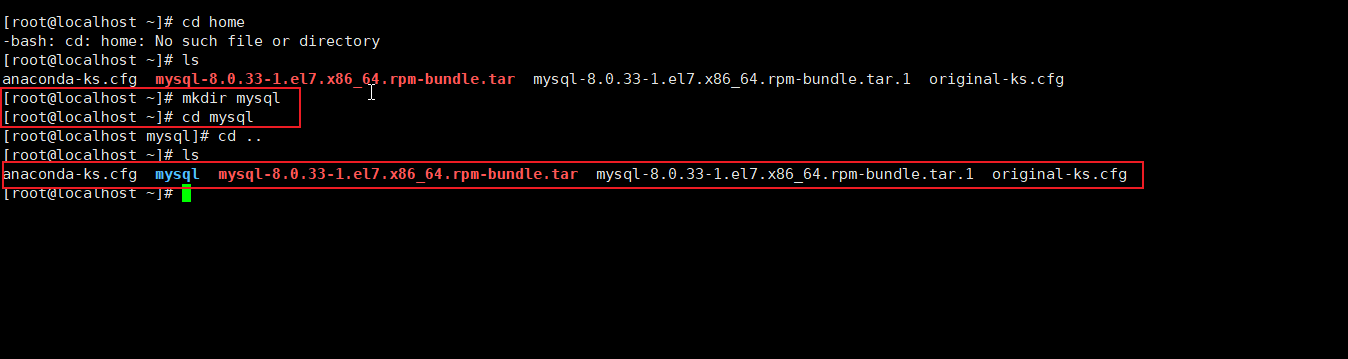 [root@localhost ~]# cd home
-bash: cd: home: No such file or directory
[root@localhost ~]# ls
anaconda-ks.cfg  mysql-8.0.33-1.el7.x86_64.rpm-bundle.tar  mysql-8.0.33-1.el7.x86_64.rpm-bundle.tar.1  original-ks.cfg
[root@localhost ~]# mkdir mysql
[root@localhost ~]# cd mysql
[root@localhost mysql]# cd ..
[root@localhost ~]# ls
anaconda-ks.cfg  mysql  mysql-8.0.33-1.el7.x86_64.rpm-bundle.tar  mysql-8.0.33-1.el7.x86_64.rpm-bundle.tar.1  original-ks.cfg
[root@localhost ~]#